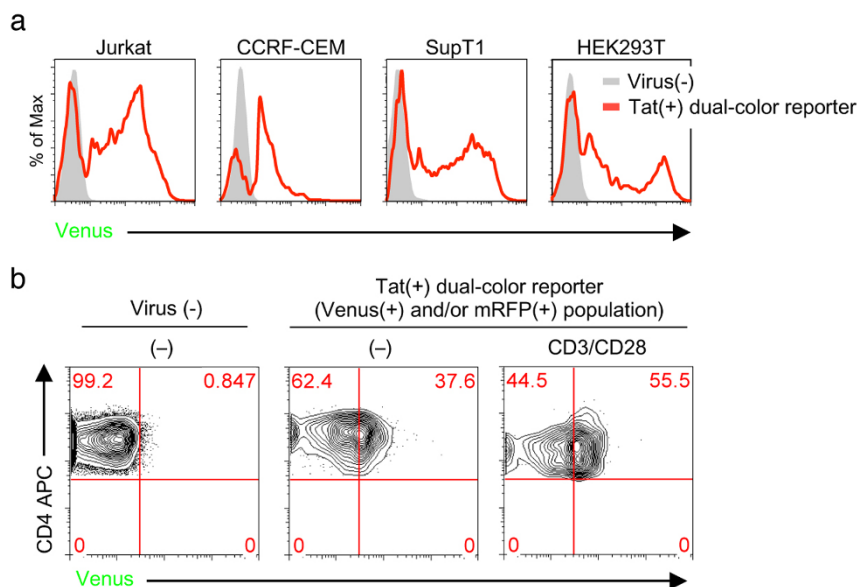 a
Jurkat CCRF-CEM SupT1 HEK293T
Virus(-)
Tat(+) dual-color reporter
% of Max
Venus
b
Tat(+) dual-color reporter
Virus (-) (Venus(+) and/or mRFP(+) population)
(–) (–) CD3/CD28
99.2 0.847 62.4 37.6 44.5 55.5
CD4 APC
0 0 0 0 0 0
Venus